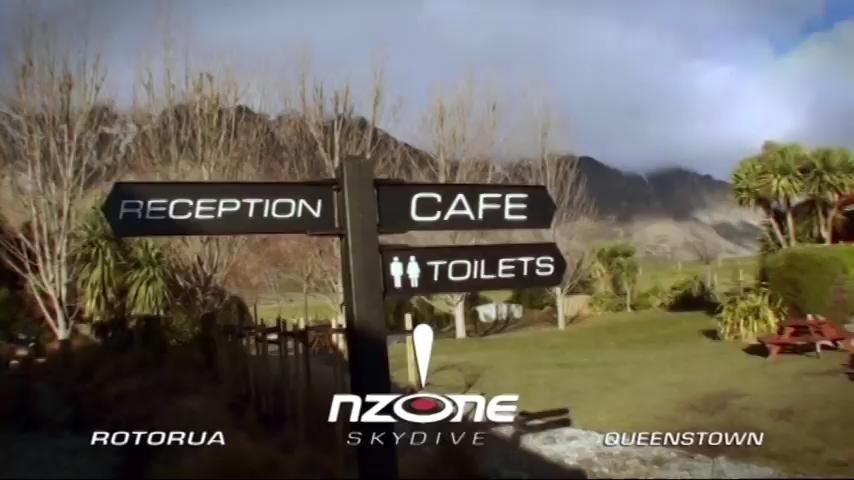 RECEPTION
CAFE
TOILETS
NZONE
SKYDIVE
ROTORUA
QUEENSTOWN